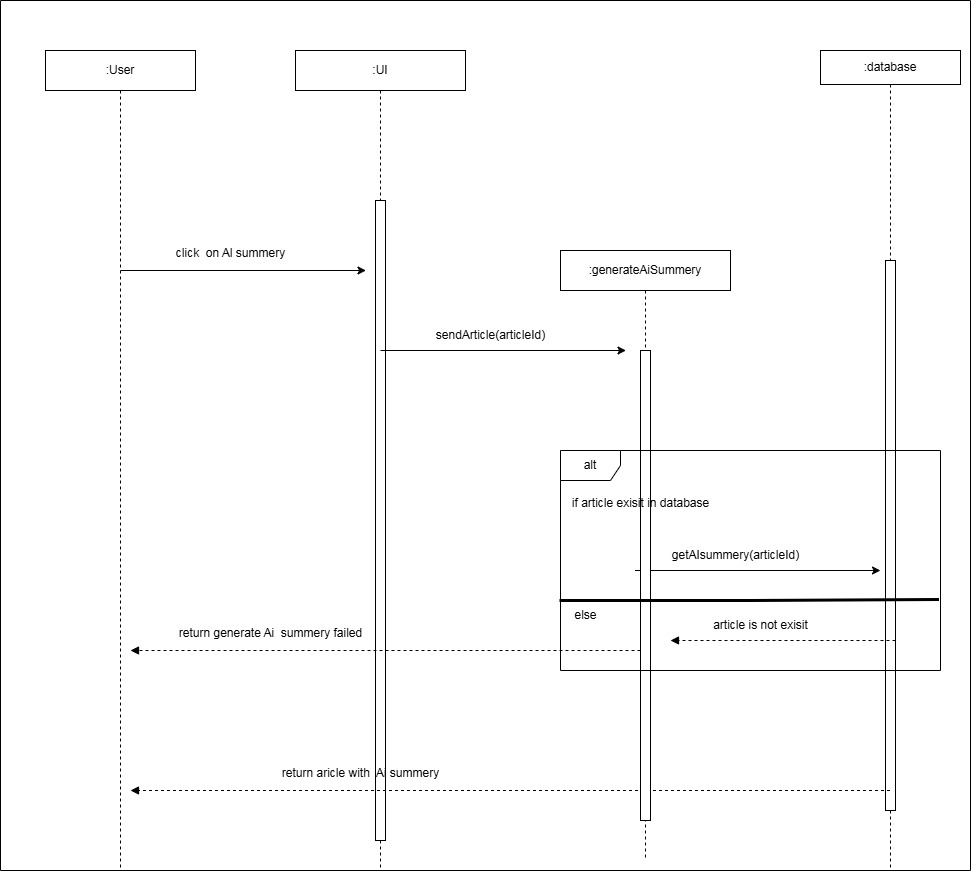 :User
:UI
:database
click on AI summery
:generateAiSummery
sendArticle(articleId)
alt
if article exisit in database
getAIsummery(articleId)
else
article is not exisit
return generate Ai summery failed
return aricle with Ai summery